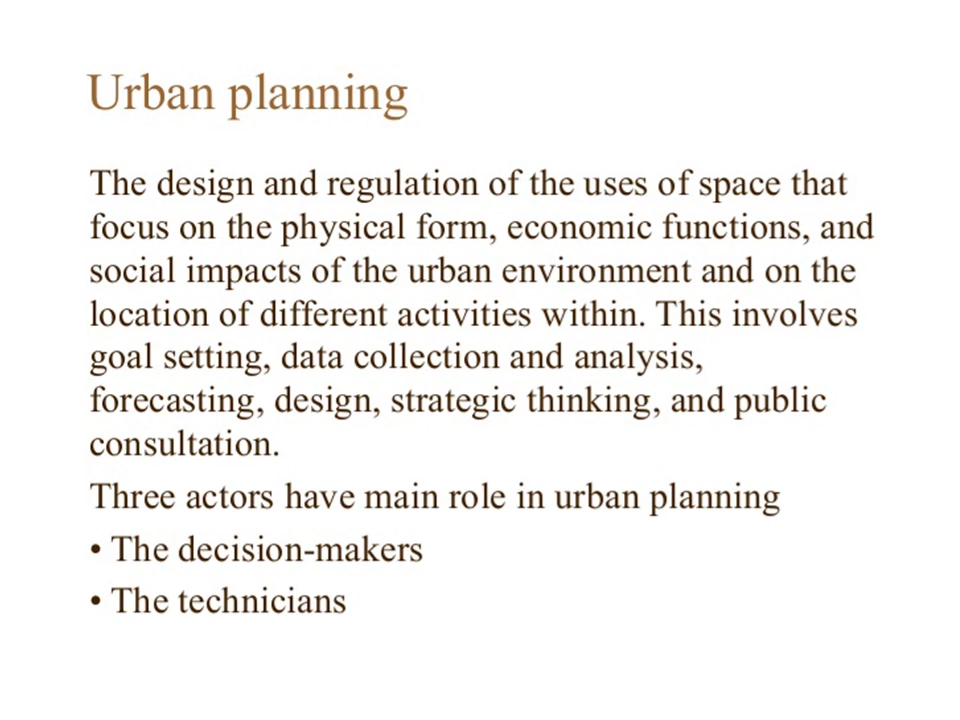 Urban planning
The design and regulation of the uses of space that
focus on the physical form, economic functions, and
social impacts of the urban environment and on the
location of different activities within. This involves
goal setting, data collection and analysis,
forecasting, design, strategic thinking, and public
consultation.
Three actors have main role in urban planning
• The decision-makers
• The technicians